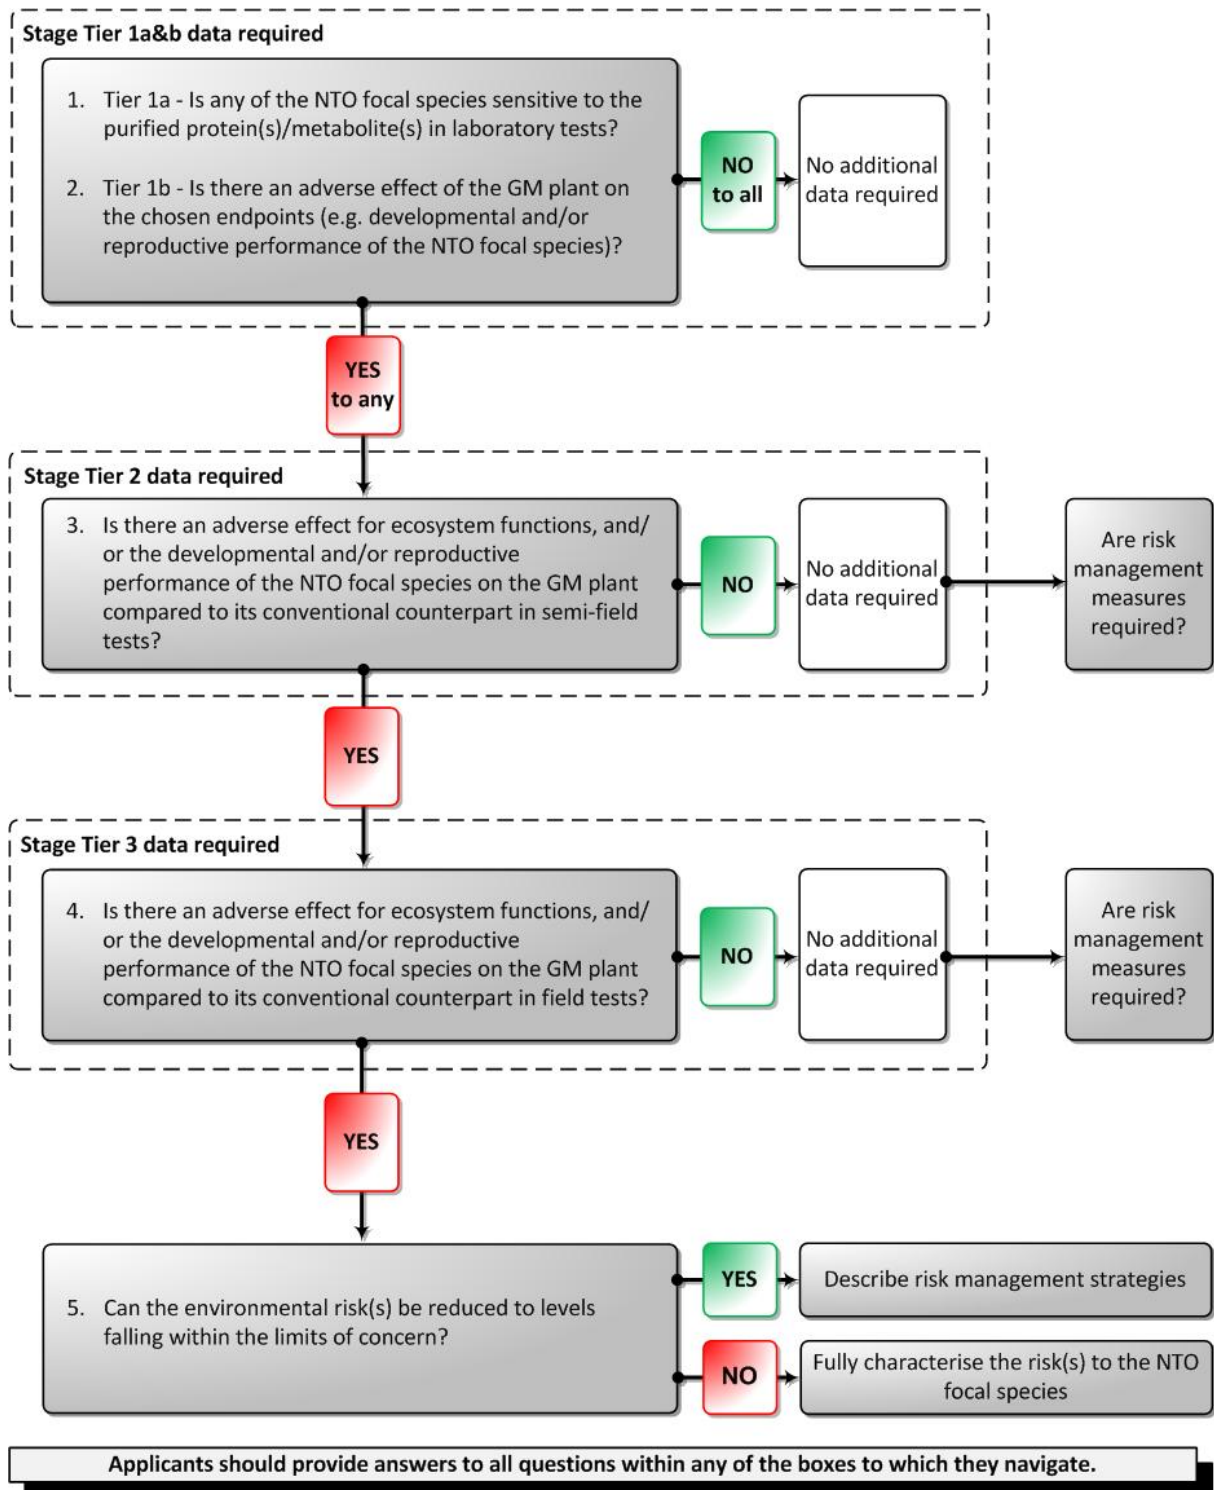 Stage Tier 1a&b data required
1. Tier 1a - Is any of the NTO focal species sensitive to the
purified protein(s)/metabolite(s) in laboratory tests?
2. Tier 1b - Is there an adverse effect of the GM plant on
the chosen endpoints (e.g. developmental and/or
reproductive performance of the NTO focal species)?
NO
to all
No additional
data required
YES
to any
Stage Tier 2 data required
3. Is there an adverse effect for ecosystem functions, and/
or the developmental and/or reproductive
performance of the NTO focal species on the GM plant
compared to its conventional counterpart in semi-field
tests?
NO
No additional
data required
Are risk
management
measures
required?
YES
Stage Tier 3 data required
4. Is there an adverse effect for ecosystem functions, and/
or the developmental and/or reproductive
performance of the NTO focal species on the GM plant
compared to its conventional counterpart in field tests?
NO
No additional
data required
Are risk
management
measures
required?
YES
5. Can the environmental risk(s) be reduced to levels
falling within the limits of concern?
YES
Describe risk management strategies
NO
Fully characterise the risk(s) to the NTO
focal species
Applicants should provide answers to all questions within any of the boxes to which they navigate.